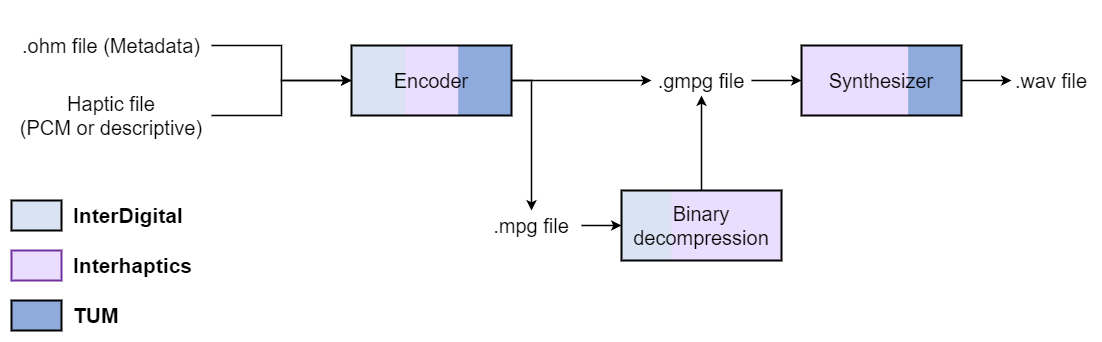 .ohm file (Metadata)
Haptic file
(PCM or descriptive)
Encoder
.gmpg file
Synthesizer
.wav file
.mpg file
Binary
decompression
InterDigital
Interhaptics
TUM